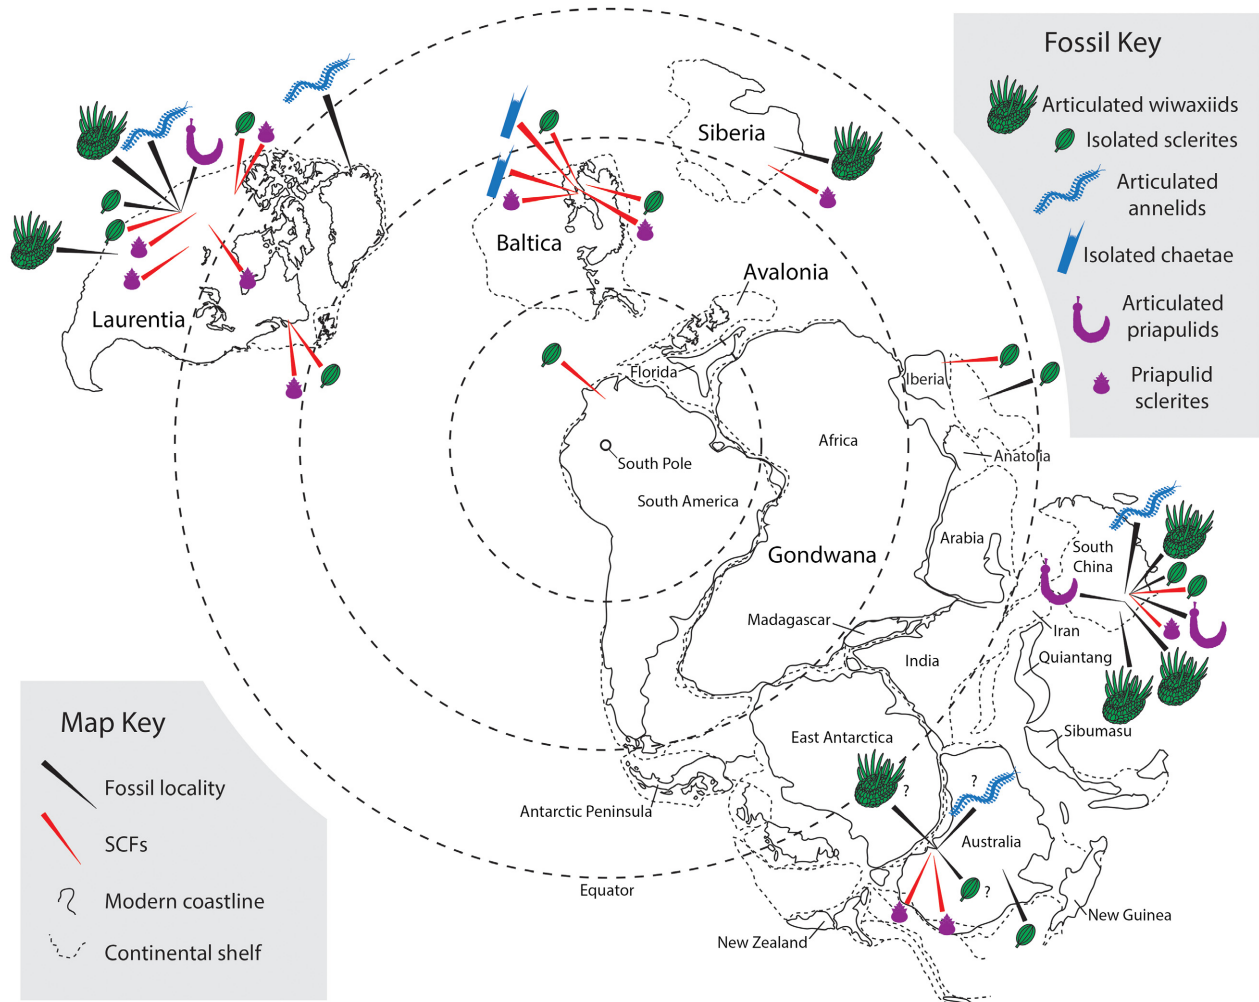 Fossil Key
Articulated wiwaxiids
Isolated sclerites
Articulated
annelids
Isolated chaetae
Articulated
priapulids
Priapulid
sclerites
Siberia
Baltica
Avalonia
Laurentia
Florida
Iberia
Africa
Anatolia
South Pole
South America
Arabia
South
China
Gondwana
Madagascar
Iran
India
Quiantang
Sibumasu
East Antarctica
?
?
Antarctic Peninsula
Australia
?
Equator
New Zealand
New Guinea
Map Key
Fossil locality
SCFs
Modern coastline
Continental shelf